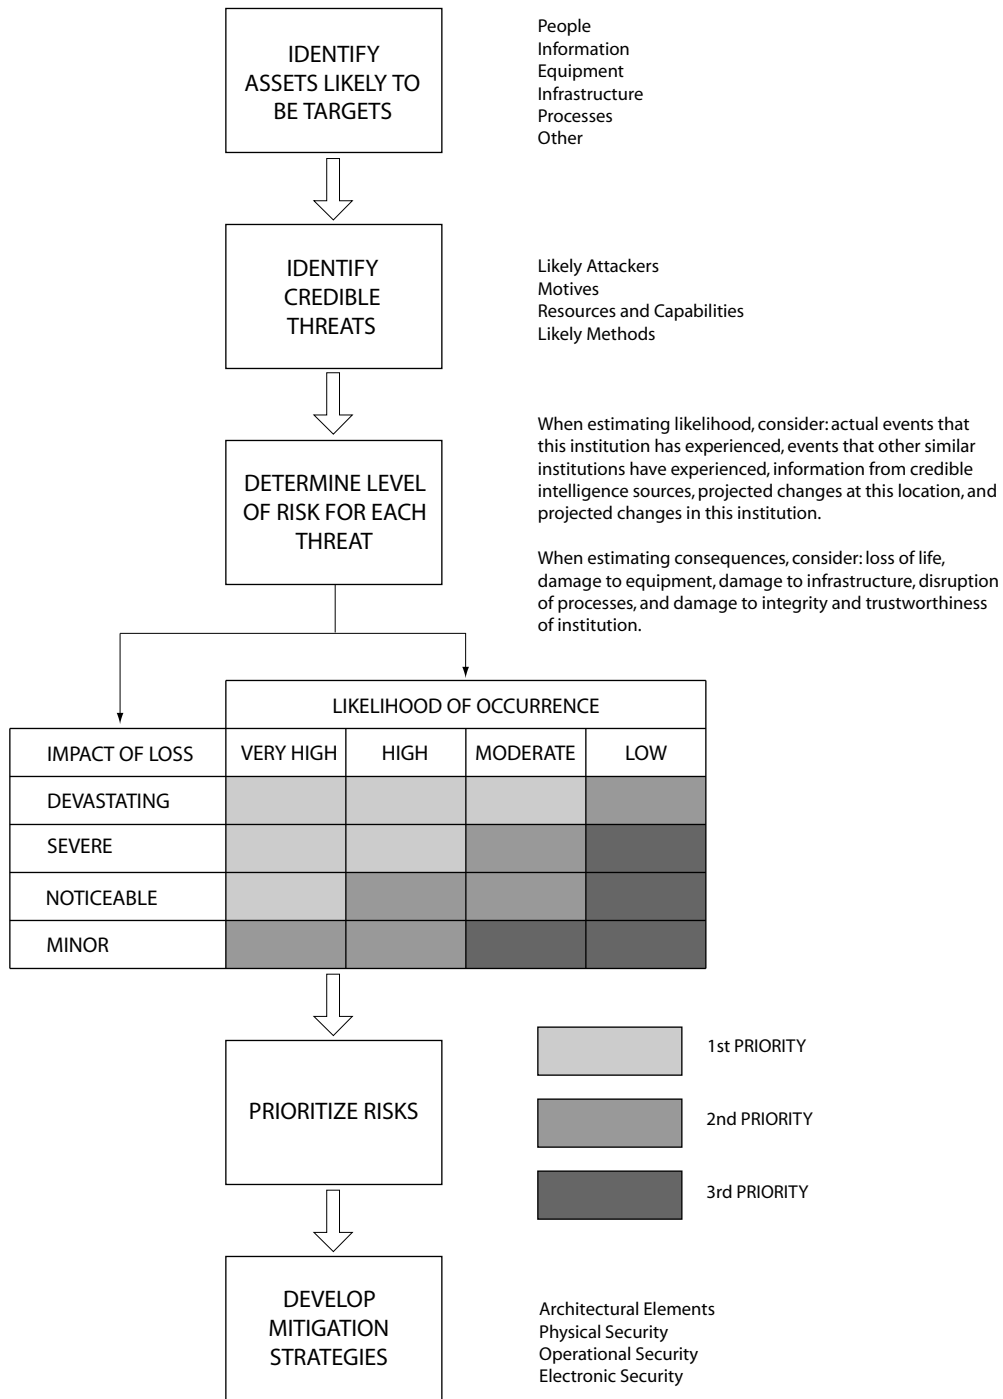 IDENTIFY
ASSETS LIKELY TO
BE TARGETS
People
Information
Equipment
Infrastructure
Processes
Other
IDENTIFY
CREDIBLE
THREATS
Likely Attackers
Motives
Resources and Capabilities
Likely Methods
DETERMINE LEVEL
OF RISK FOR EACH
THREAT
When estimating likelihood, consider: actual events that
this institution has experienced, events that other similar
institutions have experienced, information from credible
intelligence sources, projected changes at this location, and
projected changes in this institution.
When estimating consequences, consider: loss of life,
damage to equipment, damage to infrastructure, disruption
of processes, and damage to integrity and trustworthiness
of institution.
LIKELIHOOD OF OCCURRENCE
IMPACT OF LOSS VERY HIGH HIGH MODERATE LOW
DEVASTATING
SEVERE
NOTICEABLE
MINOR
PRIORITIZE RISKS
1st PRIORITY
2nd PRIORITY
3rd PRIORITY
DEVELOP
MITIGATION
STRATEGIES
Architectural Elements
Physical Security
Operational Security
Electronic Security